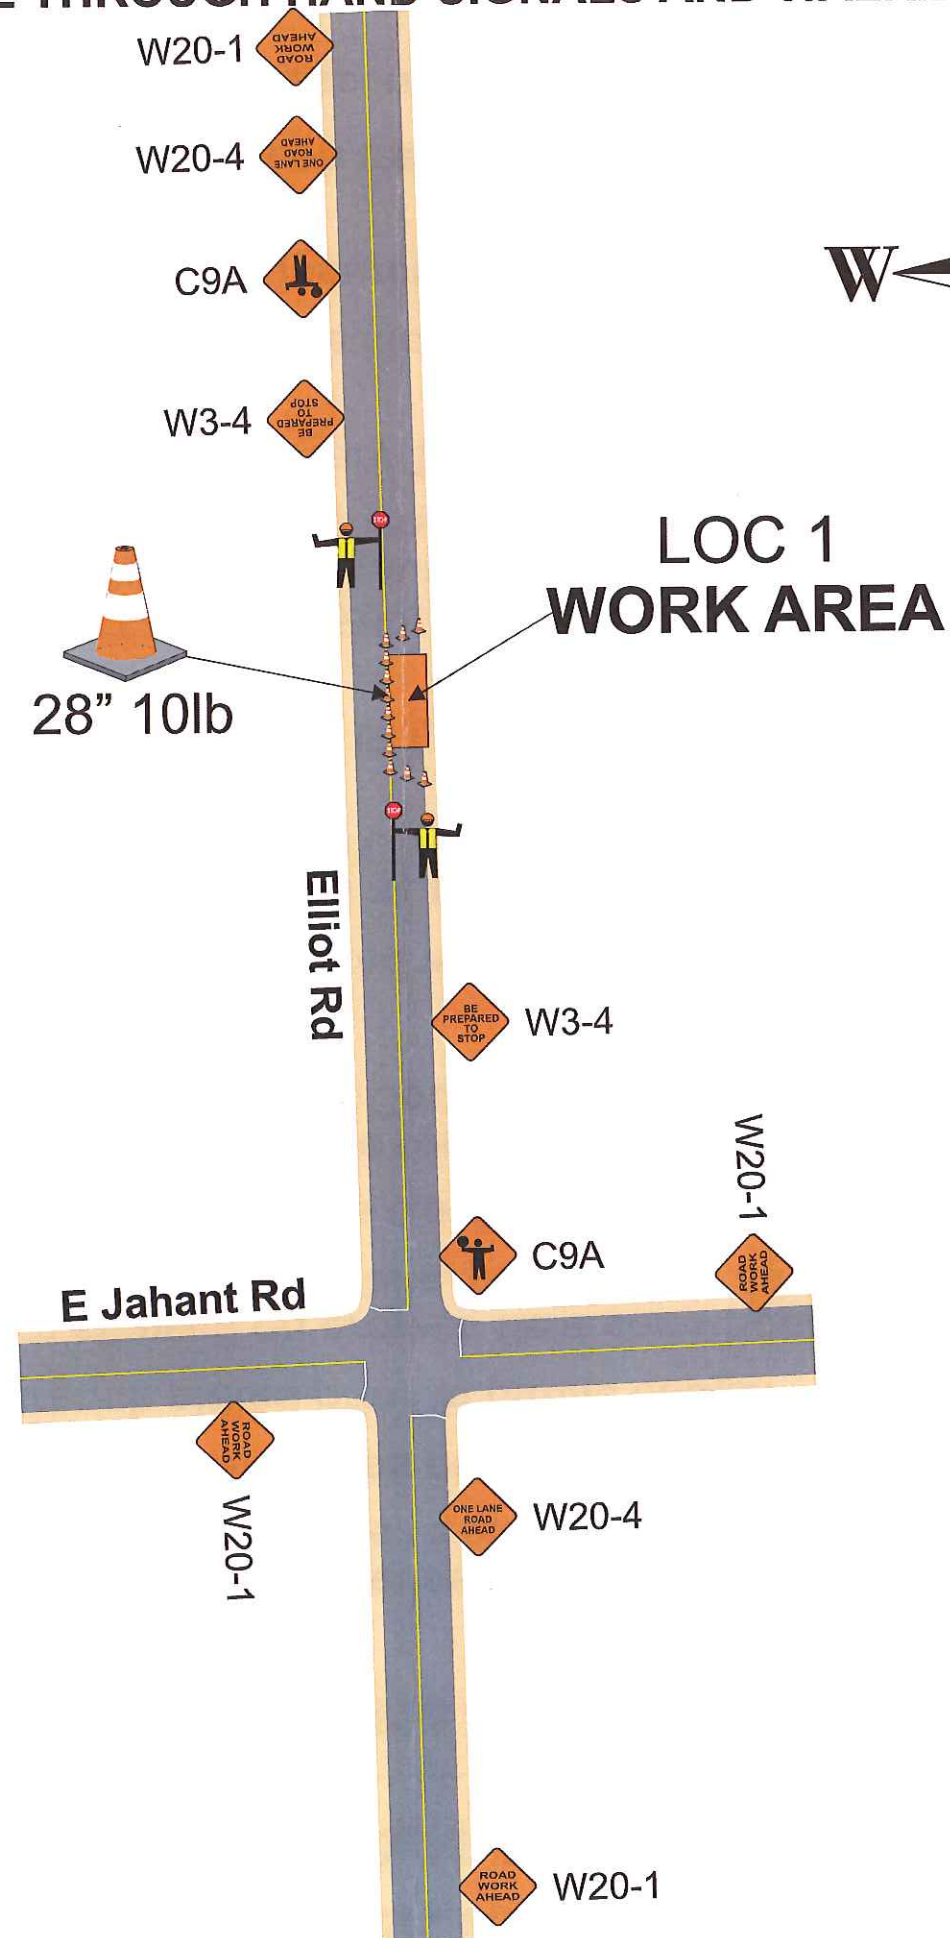 W20-1
ROAD
WORK
AHEAD
W20-4
ONE LANE
ROAD
AHEAD
W
C9A
W3-4
BE
PREPARED
TO
STOP
STOP
LOC 1
WORK AREA
28” 10lb
STOP
Elliot Rd
BE
PREPARED
TO
STOP
W3-4
W20-1
C9A
ROAD
WORK
AHEAD
E Jahant Rd
ROAD
WORK
AHEAD
W20-1
ONE LANE
ROAD
AHEAD
W20-4
ROAD
WORK
AHEAD
W20-1